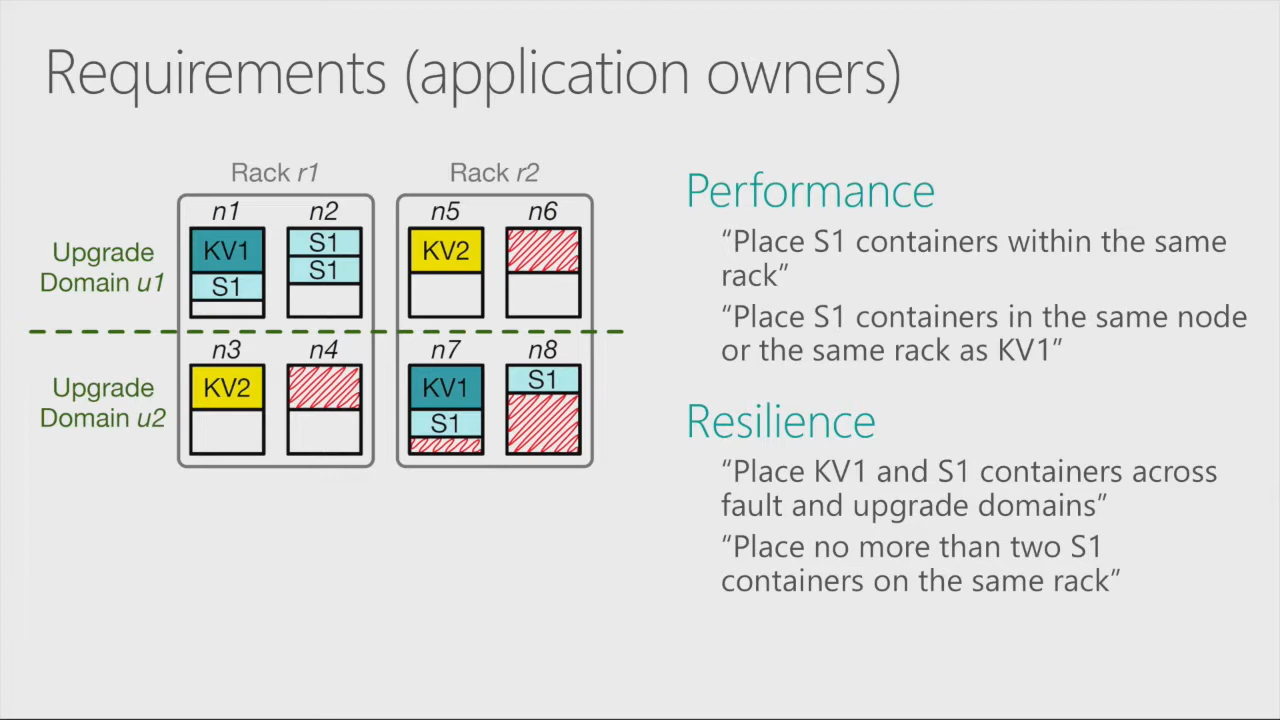 Requirements (application owners)
Rack r1
Rack r2
n1
n2
n5
n6
Upgrade
Domain u1
KV1
S1
S1
S1
KV2
n3
n4
n7
n8
Upgrade
Domain u2
KV2
KV1
S1
S1
Performance
“Place S1 containers within the same
rack”
“Place S1 containers in the same node
or the same rack as KV1”
Resilience
“Place KV1 and S1 containers across
fault and upgrade domains”
“Place no more than two S1
containers on the same rack”